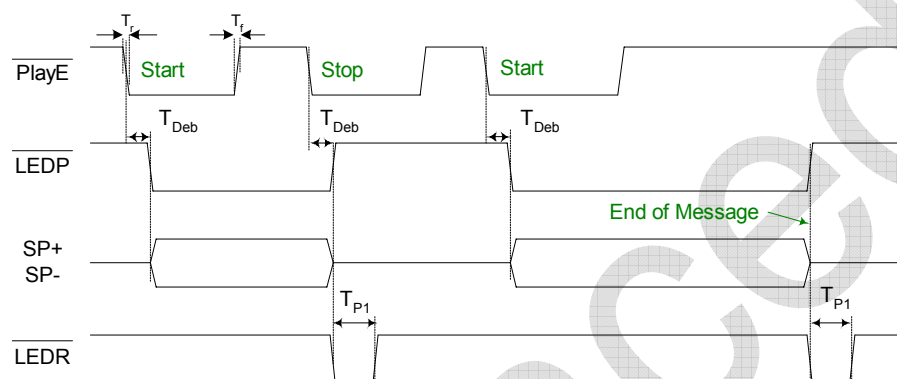 Tr Tf
PlayE Start Stop Start
TDeb TDeb TDeb
LEDP
End of Message
SP+
SP-
TP1 TP1
LEDR